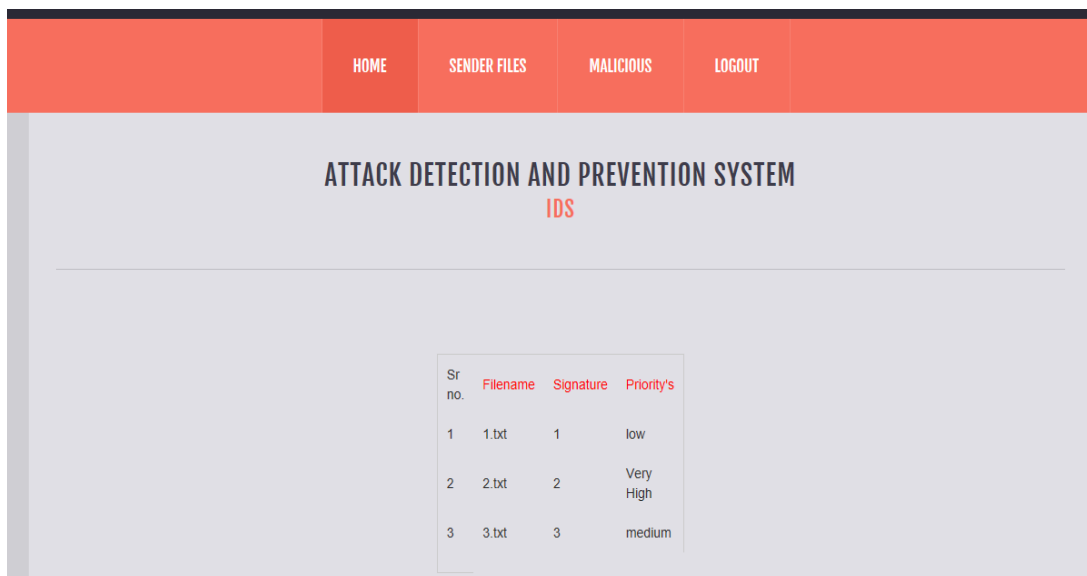 HOME SENDER FILES MALICIOUS LOGOUT
ATTACK DETECTION AND PREVENTION SYSTEM
IDS
Sr no. Filename Signature Priority's
1 1.txt 1 low
2 2.txt 2 Very High
3 3.txt 3 medium